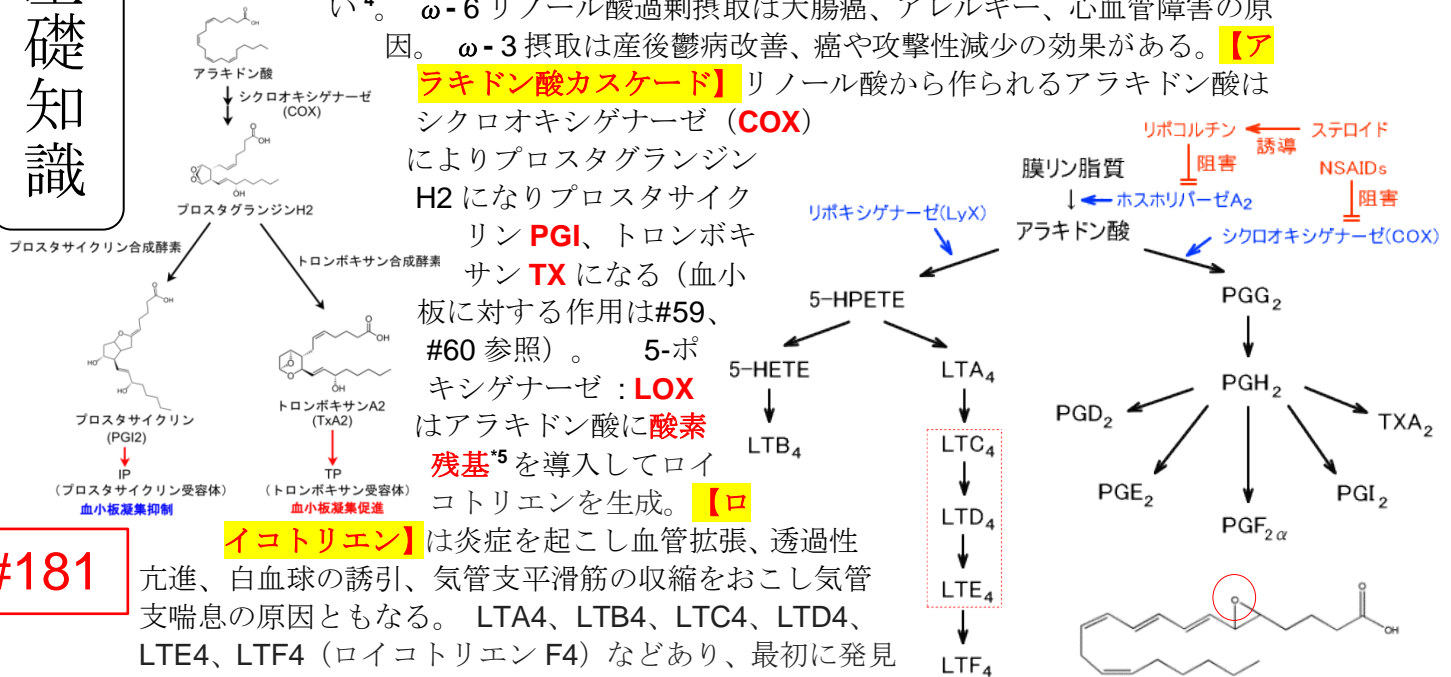 礎知識
い*4。 ω-6リノール酸過剰摂取は大腸癌、アレルギー、心血管障害の原
因。 ω-3摂取は産後鬱病改善、癌や攻撃性減少の効果がある。【ア
ラキドン酸カスケード】リノール酸から作られるアラキドン酸は
シクロオキシゲナーゼ（COX）
によりプロスタグランジン
H2になりプロスタサイク
リンPGI、トロンボキ
サンTXになる（血小
板に対する作用は#59、
#60参照）。 5-ポ
キシゲナーゼ：LOX
はアラキドン酸に酸素
残基*5を導入してロイ
コトリエンを生成。【ロ
イコトリエン】は炎症を起こし血管拡張、透過性
亢進、白血球の誘引、気管支平滑筋の収縮をおこし気管
支喘息の原因ともなる。 LTA4、LTB4、LTC4、LTD4、
LTE4、LTF4（ロイコトリエンF4）などあり、最初に発見
#181
O
OH
アラキドン酸
シクロオキシゲナーゼ
(COX)
O
OH
O
O
OH
プロスタグランジンH2
プロスタサイクリン合成酵素
トロンボキサン合成酵素
O
OH
O
HO
HO
プロスタサイクリン
(PGI2)
IP
（プロスタサイクリン受容体）
血小板凝集抑制
O
OH
O
O
OH
トロンボキサンA2
(TxA2)
TP
（トロンボキサン受容体）
血小板凝集促進
リポコルチン
ステロイド
誘導
阻害
NSAIDs
阻害
膜リン脂質
ホスホリパーゼA2
リポキシゲナーゼ(LyX)
アラキドン酸
シクロオキシゲナーゼ(COX)
5-HPETE
PGG2
5-HETE
LTA4
PGH2
PGD2
TXA2
LTB4
LTC4
PGE2
PGI2
LTD4
PGF2α
LTE4
LTF4
O
O
OH